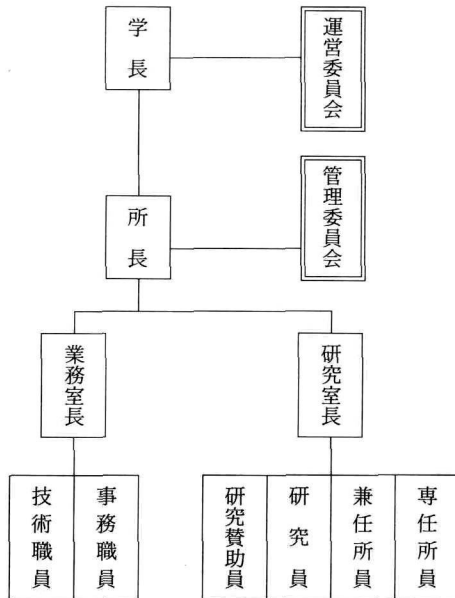 学長
運営委員会
所長
管理委員会
研究室長
業務室長
専任所員
兼任所員
研究員
研究賛助員
事務職員
技術職員